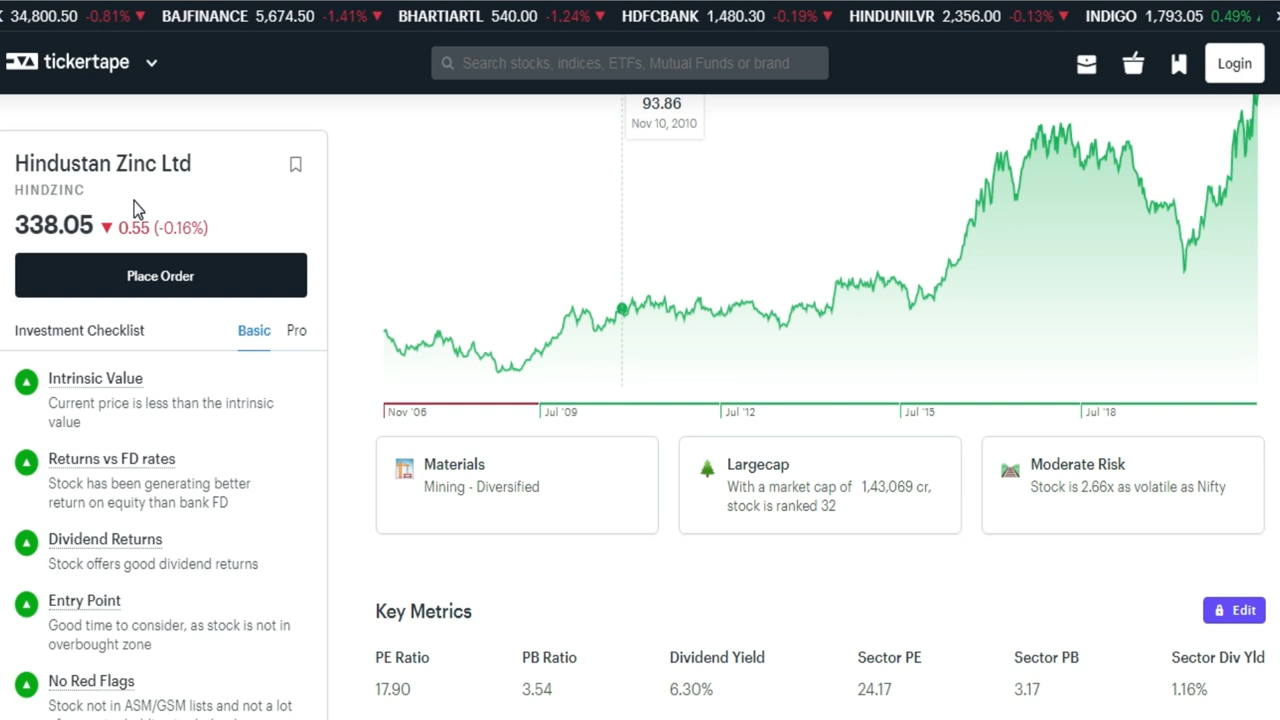 34,800.50 -0.81% BAJFINANCE 5,674.50 -1.41% BHARTIARTL 540.00 -1.24% HDFCBANK 1,480.30 -0.19% HINDUNILVR 2,356.00 -0.13% INDIGO 1,793.05 0.49%
tickertape
Search stocks, indices, ETFs, Mutual Funds or brand
Login
93.86
Nov 10, 2010
Hindustan Zinc Ltd
HINDZINC
338.05 0.55 (-0.16%)
Place Order
Investment Checklist Basic Pro
Intrinsic Value
Current price is less than the intrinsic
value
Returns vs FD rates
Stock has been generating better
return on equity than bank FD
Dividend Returns
Stock offers good dividend returns
Entry Point
Good time to consider, as stock is not in
overbought zone
No Red Flags
Stock not in ASM/GSM lists and not a lot
Nov '06 Jul '09 Jul '12 Jul '15 Jul '18
Materials
Mining - Diversified
Largecap
With a market cap of 1,43,069 cr,
stock is ranked 32
Moderate Risk
Stock is 2.66x as volatile as Nifty
Key Metrics
Edit
PE Ratio PB Ratio Dividend Yield Sector PE Sector PB Sector Div Yld
17.90 3.54 6.30% 24.17 3.17 1.16%